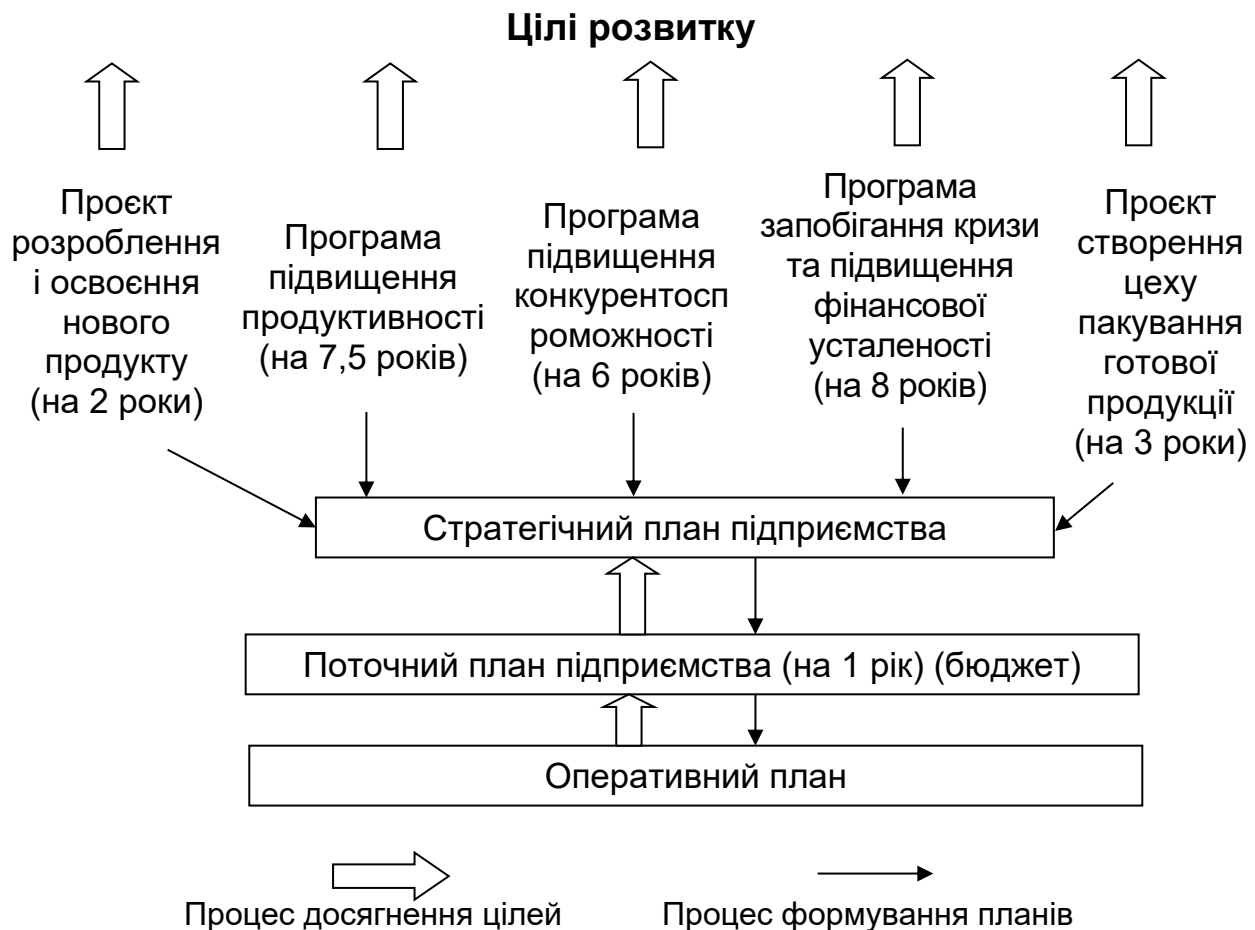 Цілі розвитку
Проєкт
розроблення
і освоєння
нового
продукту
(на 2 роки)
Програма
підвищення
продуктивності
(на 7,5 років)
Програма
підвищення
конкурентосп
роможності
(на 6 років)
Програма
запобігання кризи
та підвищення
фінансової
усталеності
(на 8 років)
Проєкт
створення
цеху
пакування
готової
продукції
(на 3 роки)
Стратегічний план підприємства
Поточний план підприємства (на 1 рік) (бюджет)
Оперативний план
Процес досягнення цілей
Процес формування планів